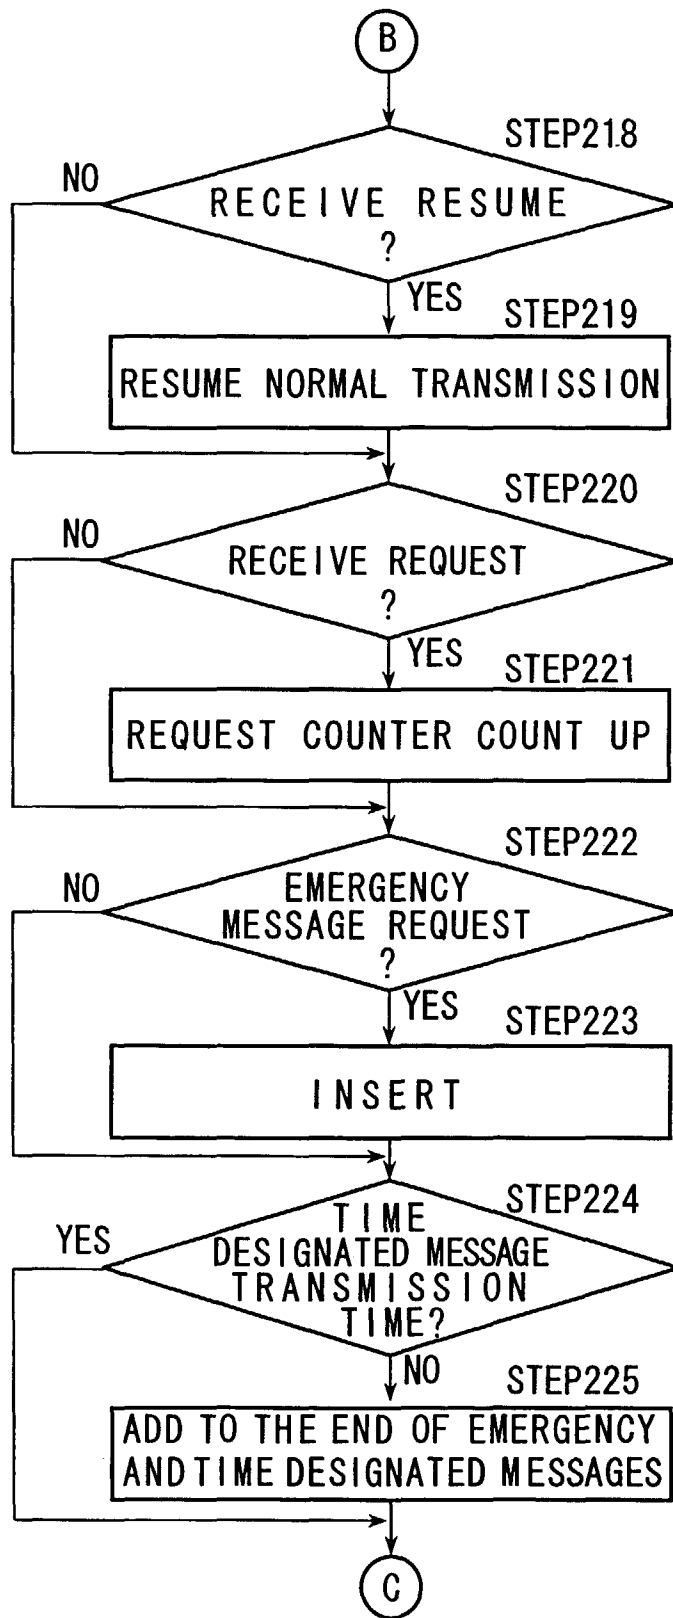 B
STEP218
NO
RECEIVE RESUME
?
YES
STEP219
RESUME NORMAL TRANSMISSION
STEP220
NO
RECEIVE REQUEST
?
YES
STEP221
REQUEST COUNTER COUNT UP
STEP222
NO
EMERGENCY
MESSAGE REQUEST
?
YES
STEP223
INSERT
STEP224
YES
TIME
DESIGNATED MESSAGE
TRANSMISSION
TIME?
NO
STEP225
ADD TO THE END OF EMERGENCY
AND TIME DESIGNATED MESSAGES
C